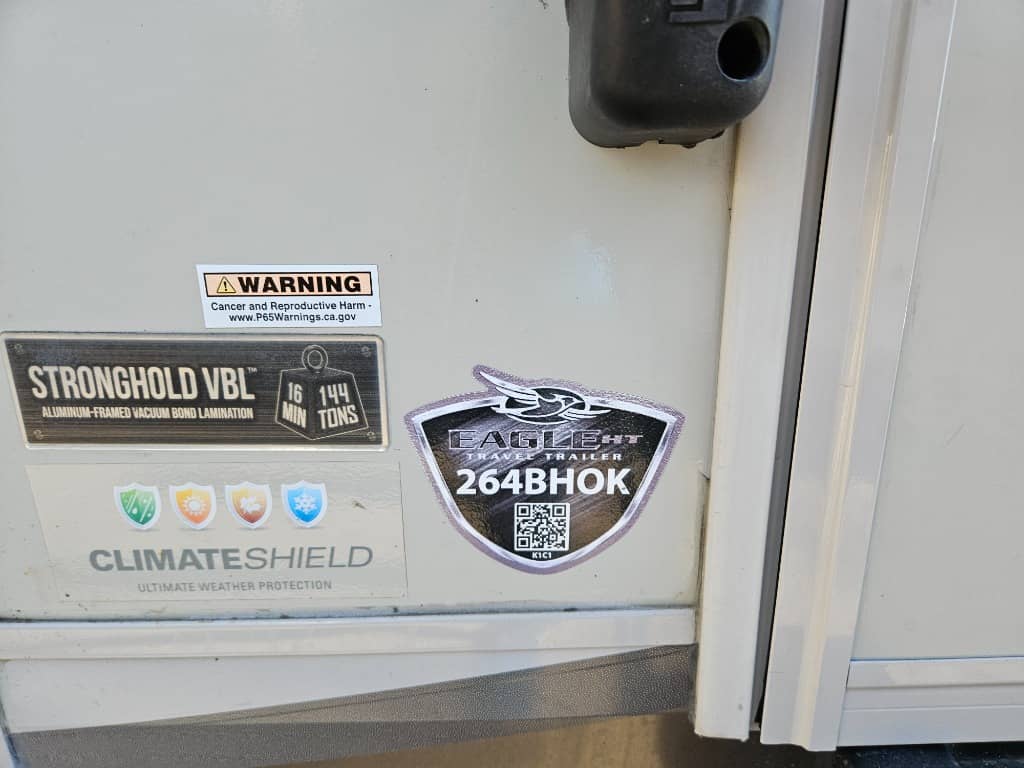 WARNING
Cancer and Reproductive Harm -
www.P65Warnings.ca.gov
STRONGHOLD VBL™
ALUMINUM-FRAMED VACUUM BOND LAMINATION
16 144
MIN TONS
EAGLE HT
TRAVEL TRAILER
264BHOK
K1C1
CLIMATESHIELD
ULTIMATE WEATHER PROTECTION